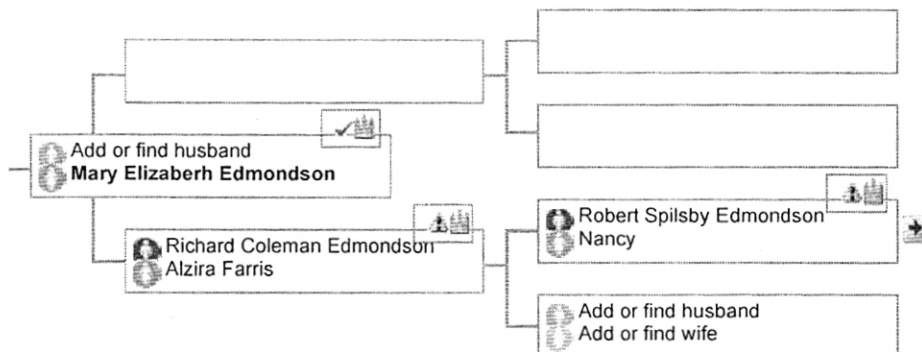 Add or find husband
Mary Elizaberh Edmondson
Richard Coleman Edmondson
Alzira Farris
Robert Spilsby Edmondson
Nancy
Add or find husband
Add or find wife